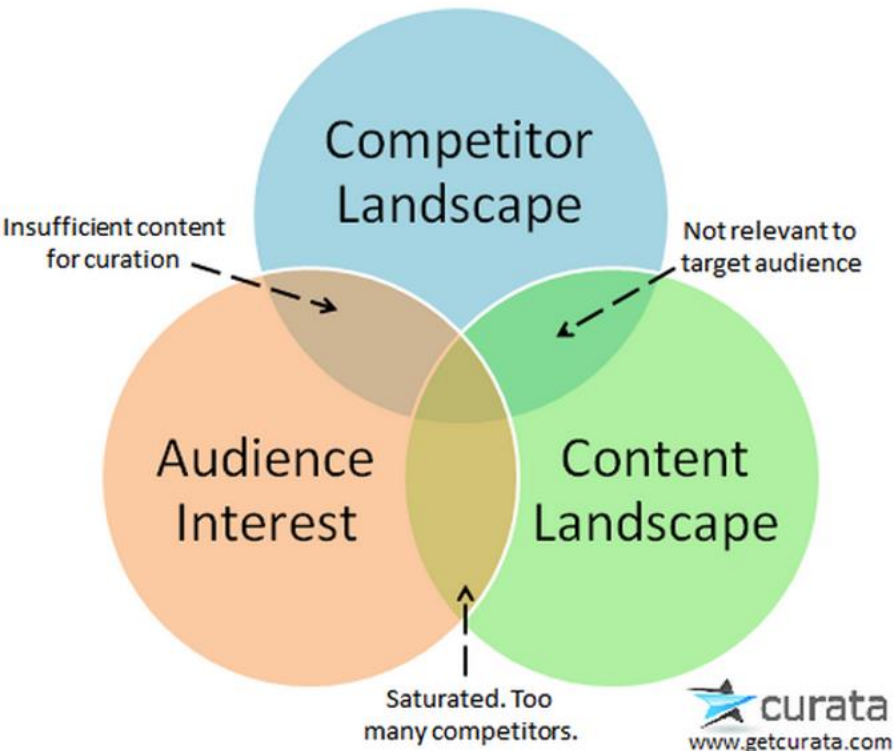 Competitor
Landscape
Insufficient content
for curation
Not relevant to
target audience
Audience
Interest
Content
Landscape
Saturated. Too
many competitors.
curata
www.getcurata.com